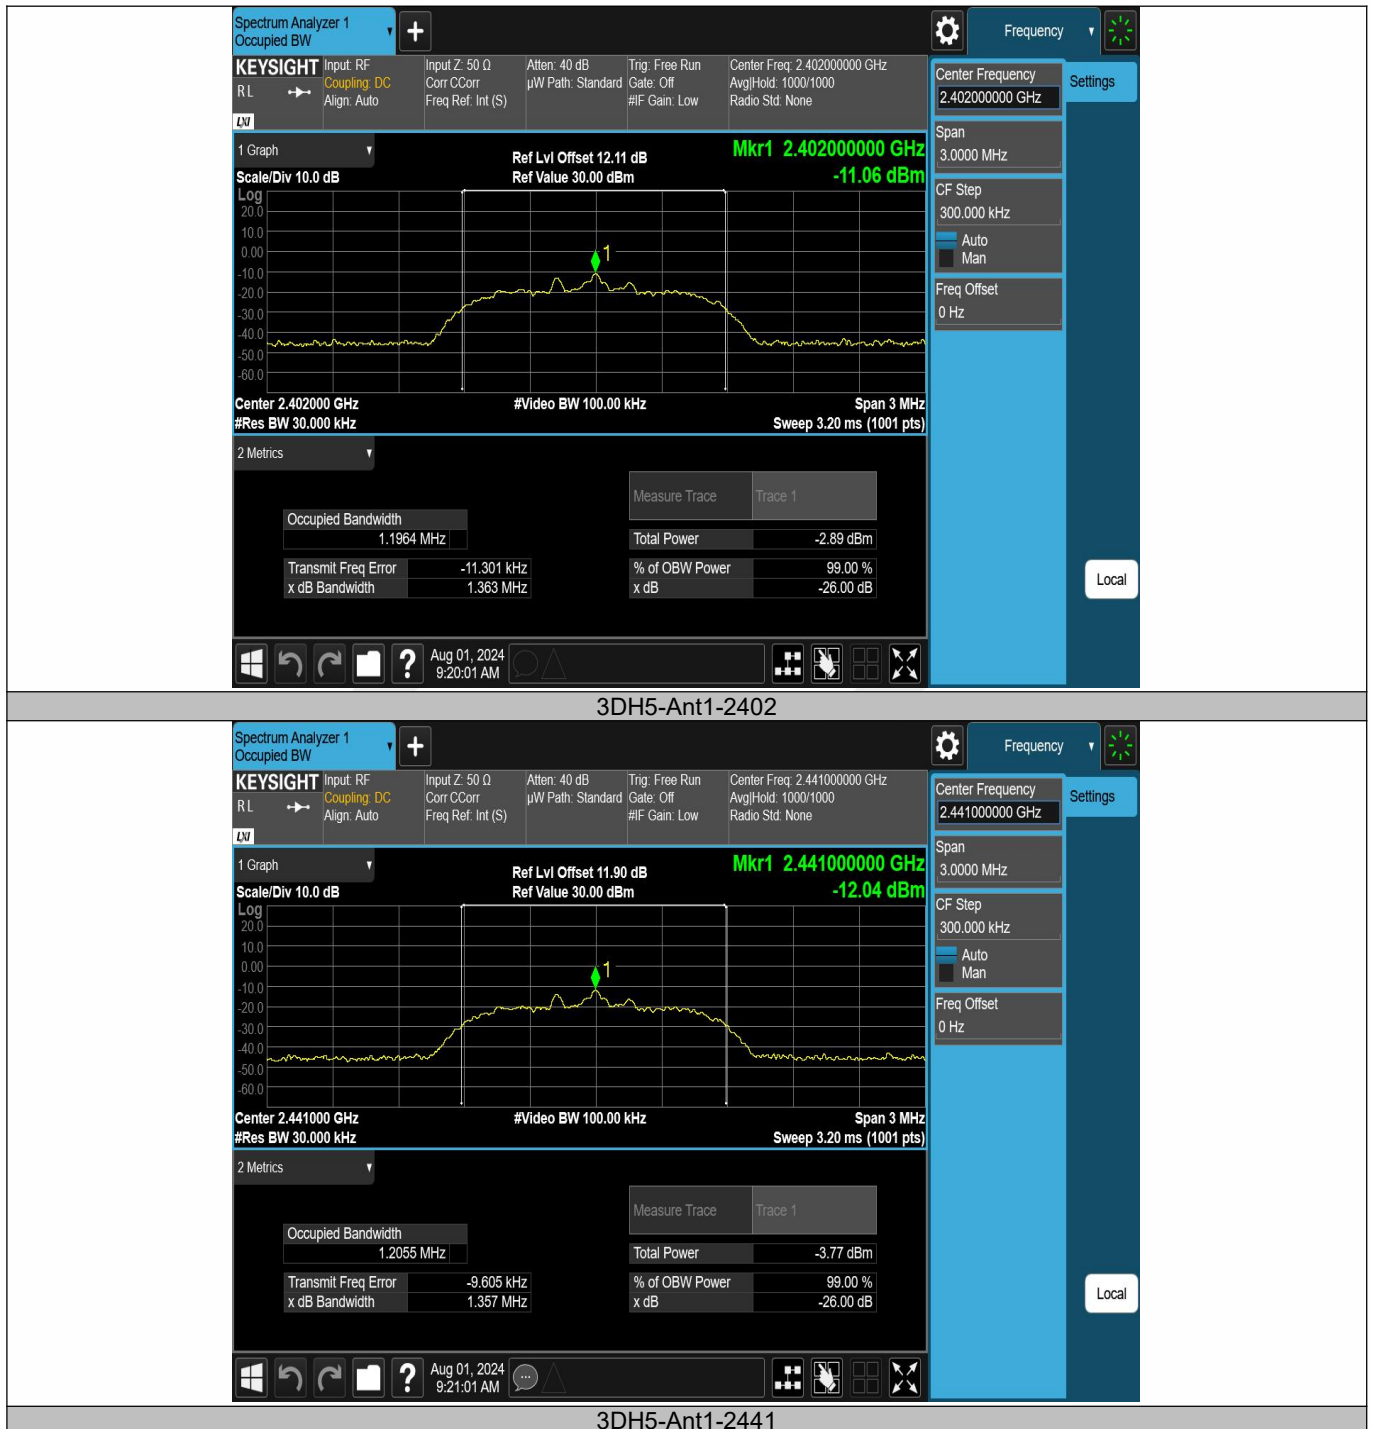 Spectrum Analyzer 1
Occupied BW
Frequency
KEYSIGHT
R L
LXI
Input: RF
Coupling: DC
Align: Auto
Input Z: 50 Ω
Corr CCorr
Freq Ref: Int (S)
Atten: 40 dB
µW Path: Standard
Trig: Free Run
Gate: Off
#IF Gain: Low
Center Freq: 2.402000000 GHz
Avg|Hold: 1000/1000
Radio Std: None
Center Frequency
2.402000000 GHz
Settings
Span
3.0000 MHz
CF Step
300.000 kHz
Auto
Man
Freq Offset
0 Hz
Local
1 Graph
Scale/Div 10.0 dB
Ref Lvl Offset 12.11 dB
Ref Value 30.00 dBm
Mkr1 2.402000000 GHz
-11.06 dBm
Log
20.0
10.0
0.00
-10.0
-20.0
-30.0
-40.0
-50.0
-60.0
1
Center 2.402000 GHz
#Video BW 100.00 kHz
Span 3 MHz
#Res BW 30.000 kHz
Sweep 3.20 ms (1001 pts)
2 Metrics
Measure Trace Trace 1
Occupied Bandwidth
1.1964 MHz
Total Power -2.89 dBm
Transmit Freq Error -11.301 kHz
% of OBW Power 99.00 %
x dB Bandwidth 1.363 MHz
x dB -26.00 dB
?
Aug 01, 2024
9:20:01 AM
3DH5-Ant1-2402
Spectrum Analyzer 1
Occupied BW
Frequency
KEYSIGHT
R L
LXI
Input: RF
Coupling: DC
Align: Auto
Input Z: 50 Ω
Corr CCorr
Freq Ref: Int (S)
Atten: 40 dB
µW Path: Standard
Trig: Free Run
Gate: Off
#IF Gain: Low
Center Freq: 2.441000000 GHz
Avg|Hold: 1000/1000
Radio Std: None
Center Frequency
2.441000000 GHz
Settings
Span
3.0000 MHz
CF Step
300.000 kHz
Auto
Man
Freq Offset
0 Hz
Local
1 Graph
Scale/Div 10.0 dB
Ref Lvl Offset 11.90 dB
Ref Value 30.00 dBm
Mkr1 2.441000000 GHz
-12.04 dBm
Log
20.0
10.0
0.00
-10.0
-20.0
-30.0
-40.0
-50.0
-60.0
1
Center 2.441000 GHz
#Video BW 100.00 kHz
Span 3 MHz
#Res BW 30.000 kHz
Sweep 3.20 ms (1001 pts)
2 Metrics
Measure Trace Trace 1
Occupied Bandwidth
1.2055 MHz
Total Power -3.77 dBm
Transmit Freq Error -9.605 kHz
% of OBW Power 99.00 %
x dB Bandwidth 1.357 MHz
x dB -26.00 dB
?
Aug 01, 2024
9:21:01 AM
3DH5-Ant1-2441